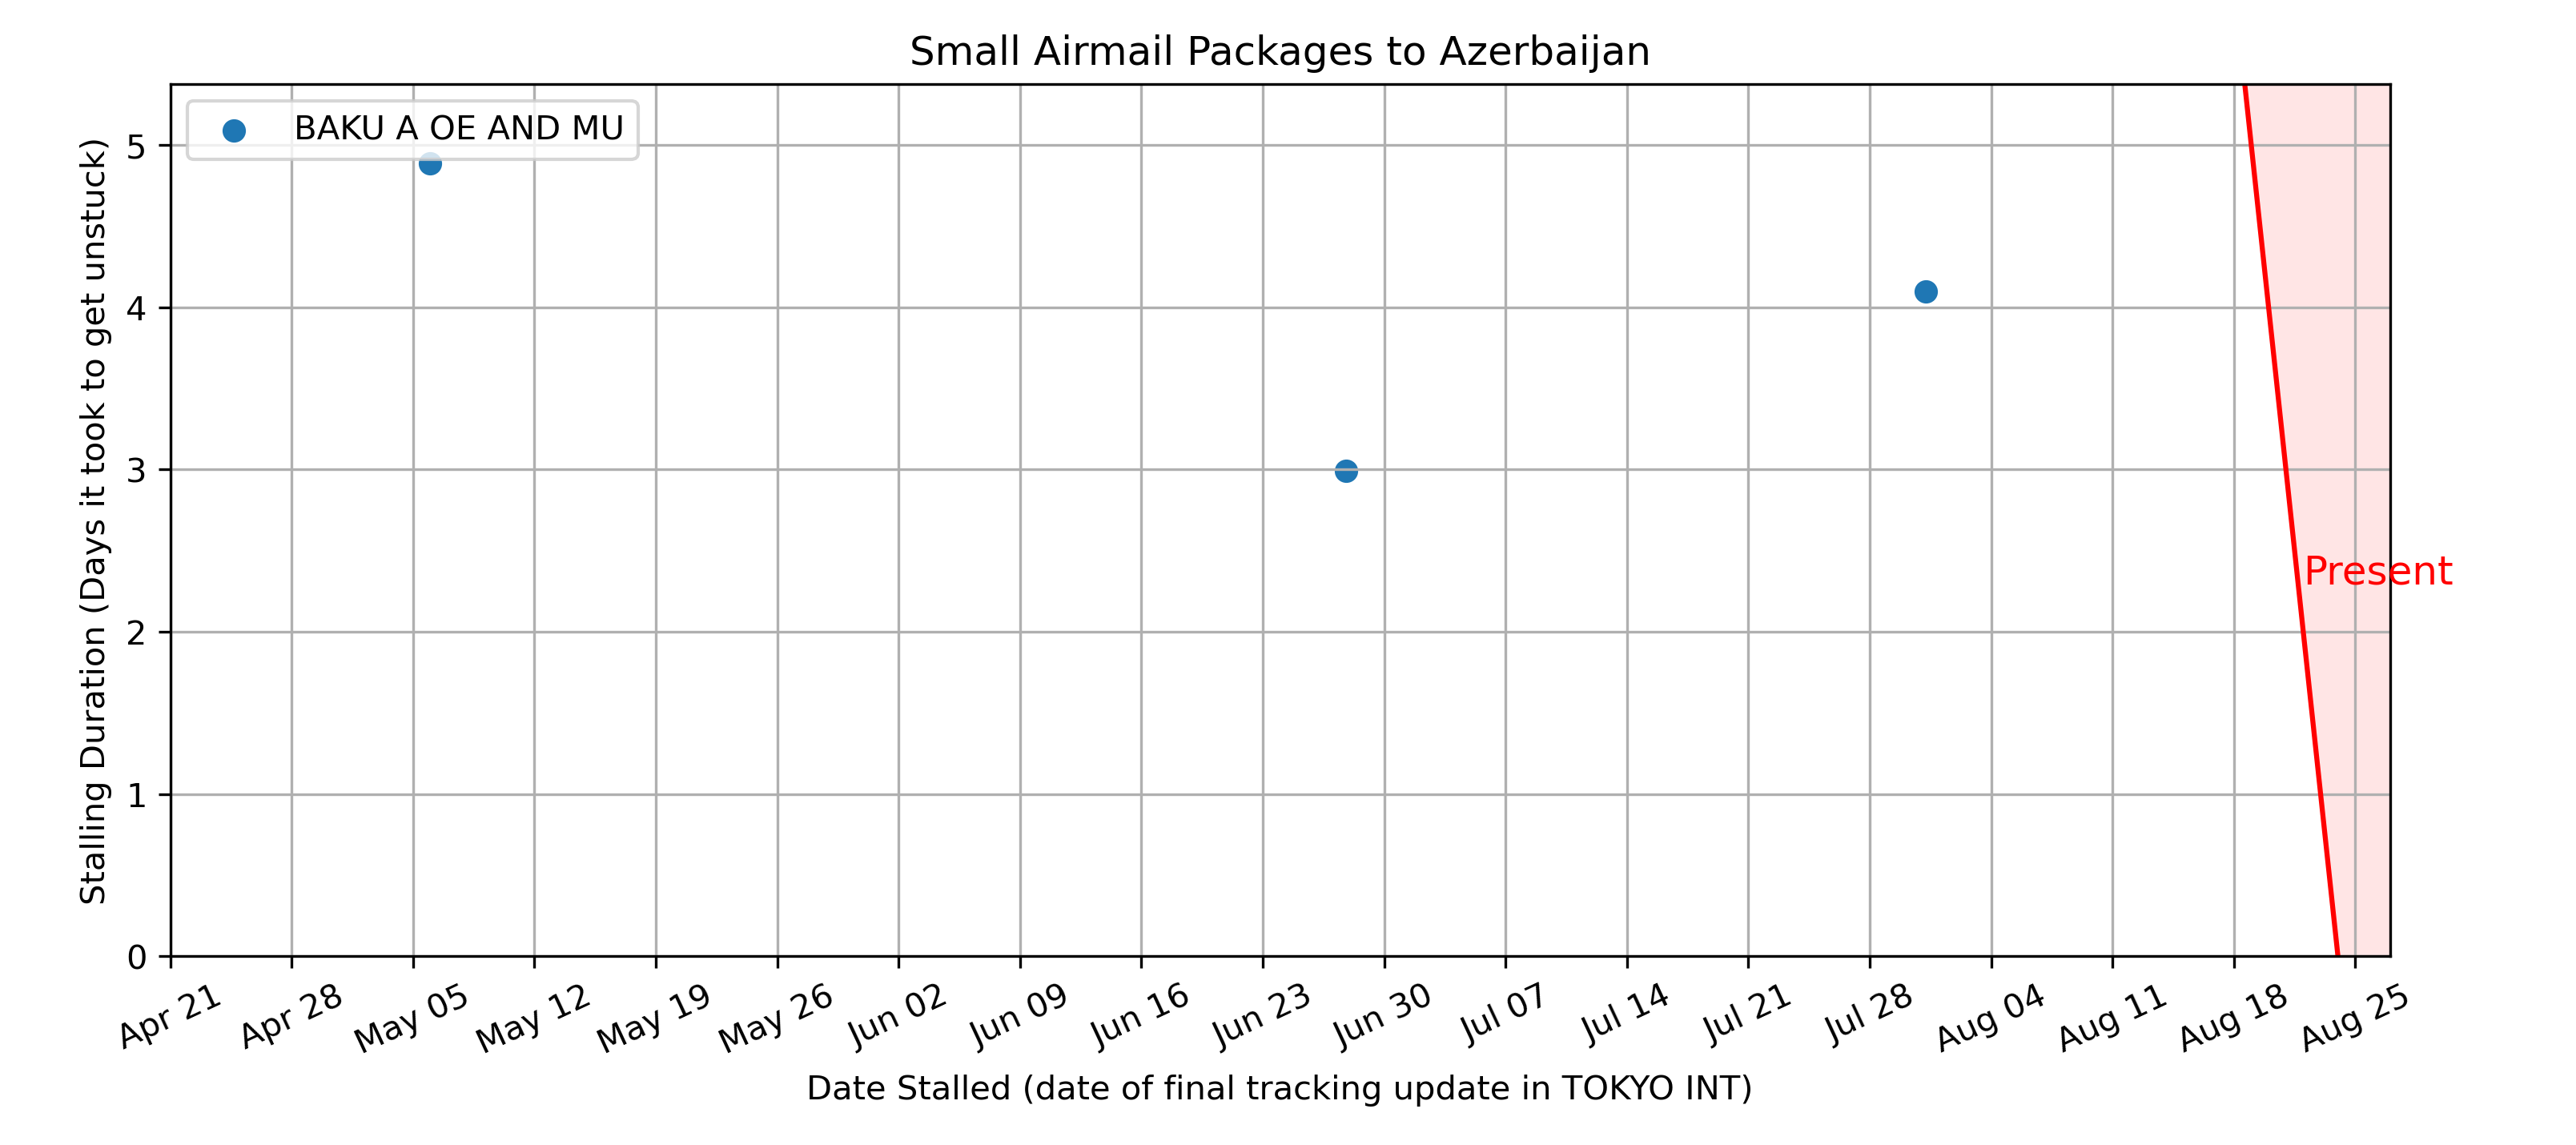 Small Airmail Packages to Azerbaijan
BAKU A OE AND MU
Stalling Duration (Days it took to get unstuck)
5
4
3
2
1
0
Present
Apr 21
Apr 28
May 05
May 12
May 19
May 26
Jun 02
Jun 09
Jun 16
Jun 23
Jun 30
Jul 07
Jul 14
Jul 21
Jul 28
Aug 04
Aug 11
Aug 18
Aug 25
Date Stalled (date of final tracking update in TOKYO INT)